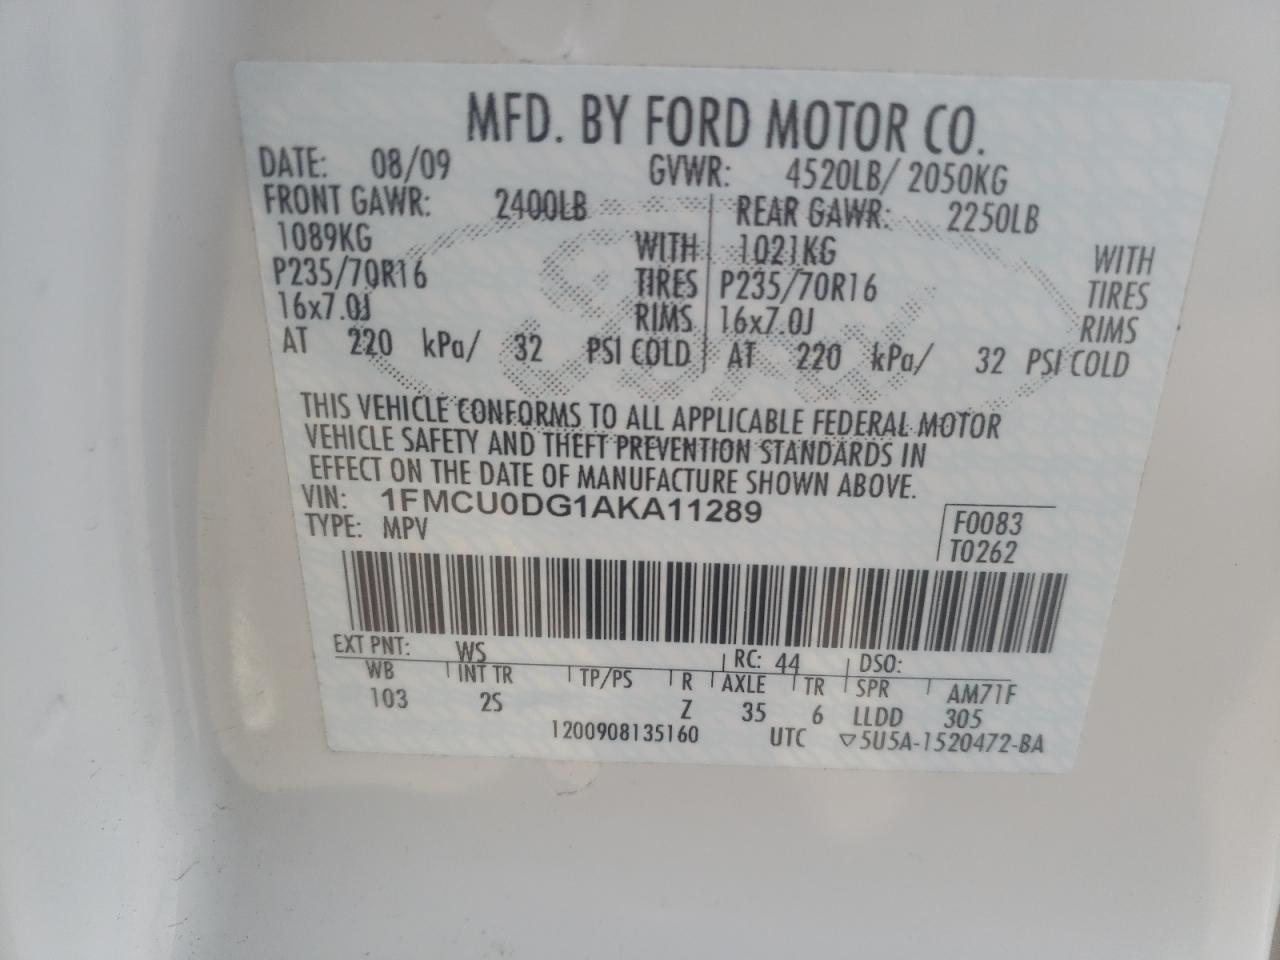 MFD. BY FORD MOTOR CO.
DATE: 08/09 GVWR: 4520LB/ 2050KG
FRONT GAWR: 2400LB REAR GAWR: 2250LB
1089KG WITH 1021KG WITH
P235/70R16 TIRES P235/70R16 TIRES
16x7.0J RIMS 16x7.0J RIMS
AT 220 kPa/ 32 PSI COLD AT 220 kPa/ 32 PSI COLD
THIS VEHICLE CONFORMS TO ALL APPLICABLE FEDERAL MOTOR
VEHICLE SAFETY AND THEFT PREVENTION STANDARDS IN
EFFECT ON THE DATE OF MANUFACTURE SHOWN ABOVE.
VIN: 1FMCU0DG1AKA11289 F0083
TYPE: MPV T0262
EXT PNT: WS RC: 44 DSO:
WB INT TR TP/PS R AXLE TR SPR AM71F
103 2S Z 35 6 LLDD 305
1200908135160 UTC ▽5U5A-1520472-BA